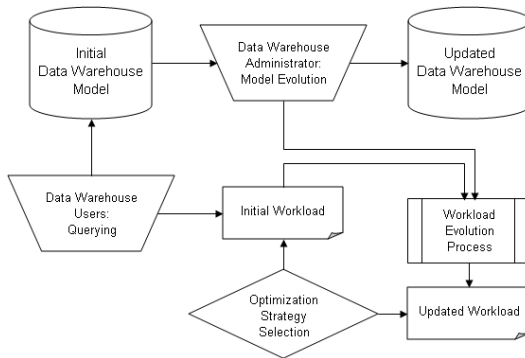 Initial
Data Warehouse
Model
Data Warehouse
Administrator:
Model Evolution
Updated
Data Warehouse
Model
Data Warehouse
Users:
Querying
Initial Workload
Workload
Evolution
Process
Optimization
Strategy
Selection
Updated Workload